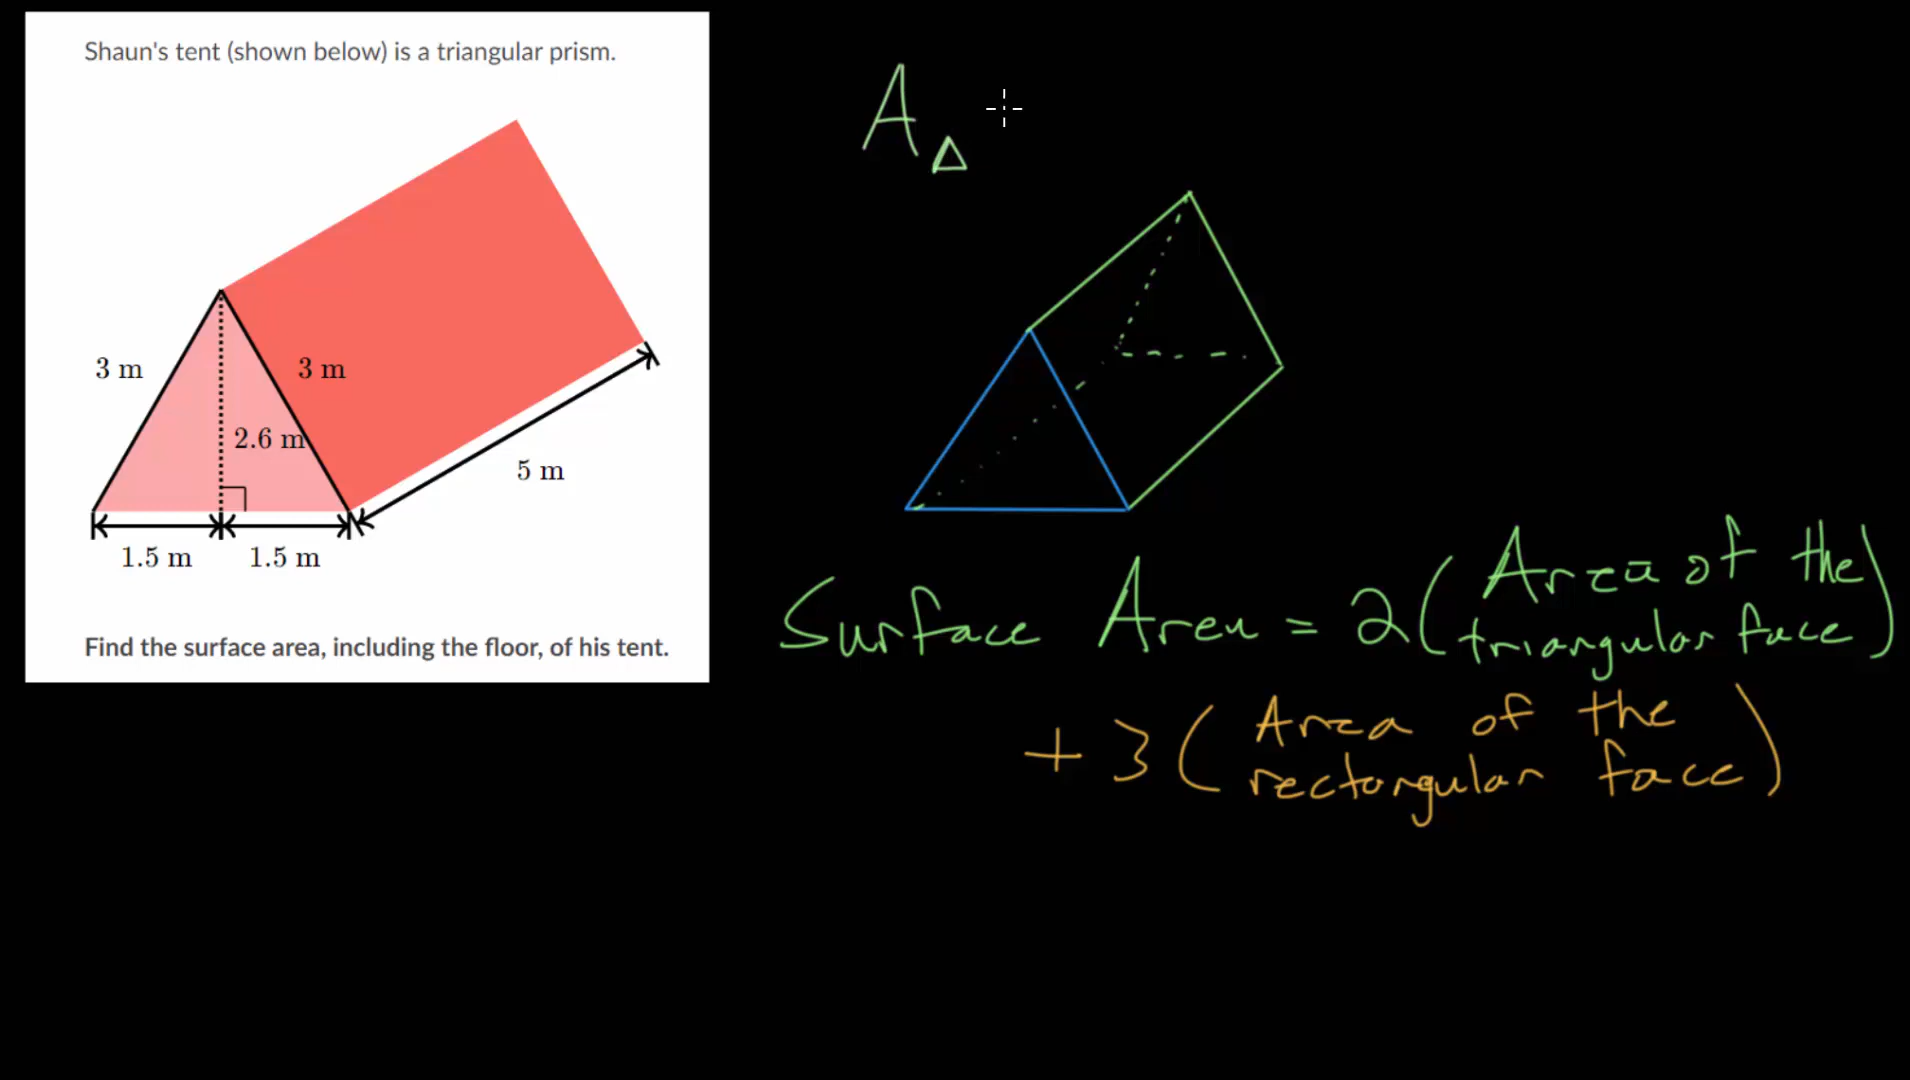 Shaun's tent (shown below) is a triangular prism.
3 m
3 m
2.6 m
5 m
1.5 m
1.5 m
Find the surface area, including the floor, of his tent.
A△
Surface Area = 2(Area of the triangular face)
+ 3(Area of the rectangular face)